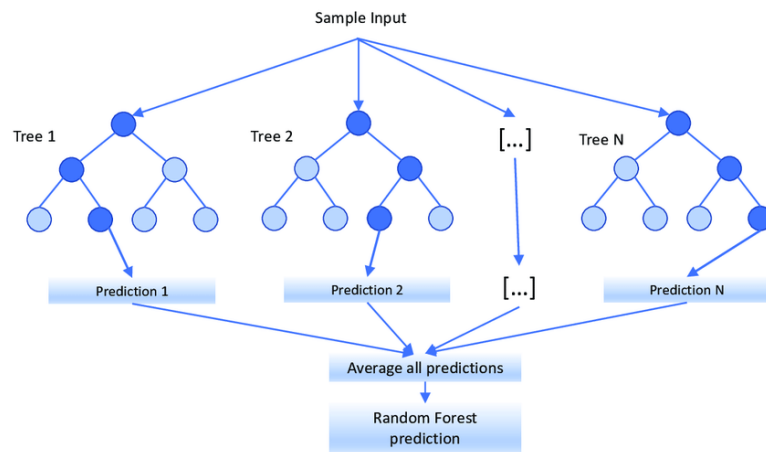 Sample Input
Tree 1
Tree 2
[...]
Tree N
Prediction 1
Prediction 2
[...]
Prediction N
Average all predictions
Random Forest
prediction